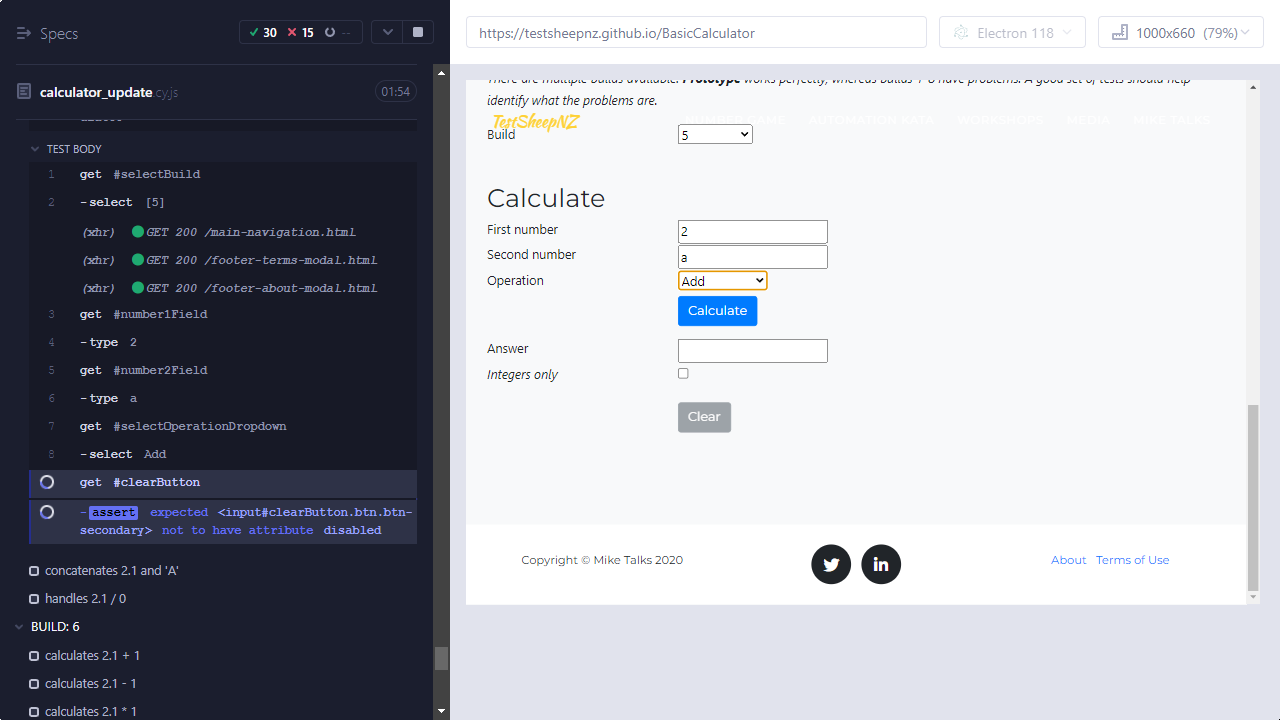 Specs
30
15
--
calculator_update.cy.js
01:54
TEST BODY
1 get #selectBuild
2 -select [5]
(xhr) GET 200 /main-navigation.html
(xhr) GET 200 /footer-terms-modal.html
(xhr) GET 200 /footer-about-modal.html
3 get #number1Field
4 -type 2
5 get #number2Field
6 -type a
7 get #selectOperationDropdown
8 -select Add
get #clearButton
-assert expected <input#clearButton.btn.btn-
secondary> not to have attribute disabled
concatenates 2.1 and 'A'
handles 2.1 / 0
BUILD: 6
calculates 2.1 + 1
calculates 2.1 - 1
calculates 2.1 * 1
https://testsheepnz.github.io/BasicCalculator
Electron 118
1000x660 (79%)
There are multiple builds available. Prototype works perfectly, whereas builds 1-6 have problems. A good set of tests should help
identify what the problems are.
TestSheepNZ
AUTOMATION APIS
WORKSHOPS
MEDIA
MIKE TALKS
Build
5
Calculate
First number
2
Second number
a
Operation
Add
Calculate
Answer
Integers only
Clear
Copyright © Mike Talks 2020
About Terms of Use